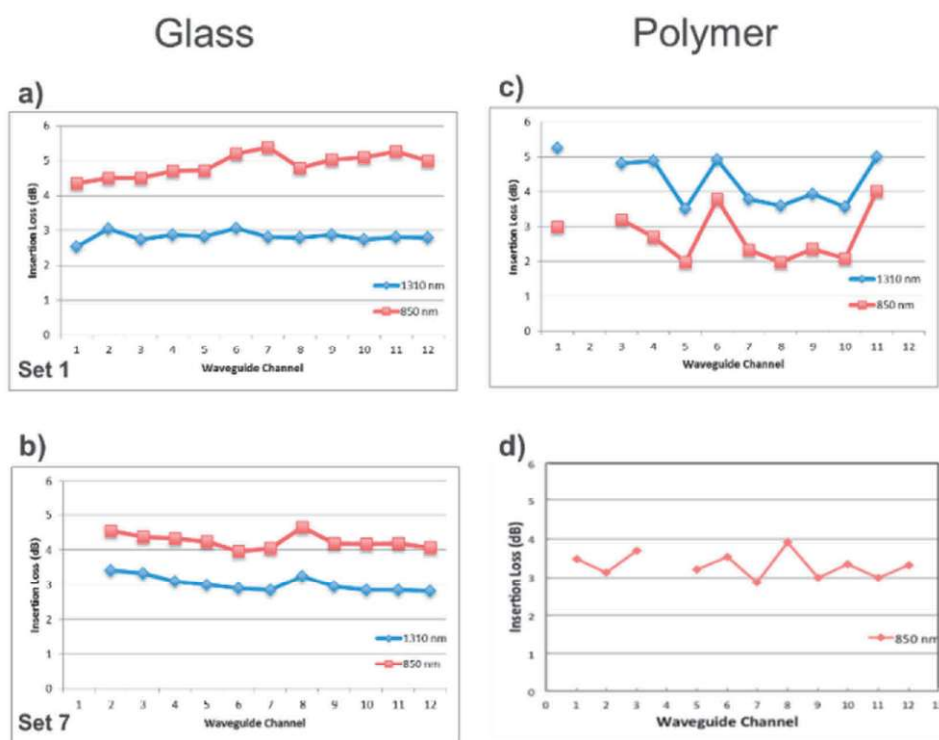 Glass
Polymer
a)
6
5
4
3
2
1
0
Insertion Loss (dB)
1310 nm
850 nm
1 2 3 4 5 6 7 8 9 10 11 12
Set 1
Waveguide Channel
c)
6
5
4
3
2
1
0
Insertion Loss (dB)
1310 nm
850 nm
1 2 3 4 5 6 7 8 9 10 11 12
Waveguide Channel
b)
6
5
4
3
2
1
0
Insertion Loss (dB)
1310 nm
850 nm
1 2 3 4 5 6 7 8 9 10 11 12
Set 7
Waveguide Channel
d)
6
5
4
3
2
1
0
Insertion Loss (dB)
850 nm
0 1 2 3 4 5 6 7 8 9 10 11 12
Waveguide Channel